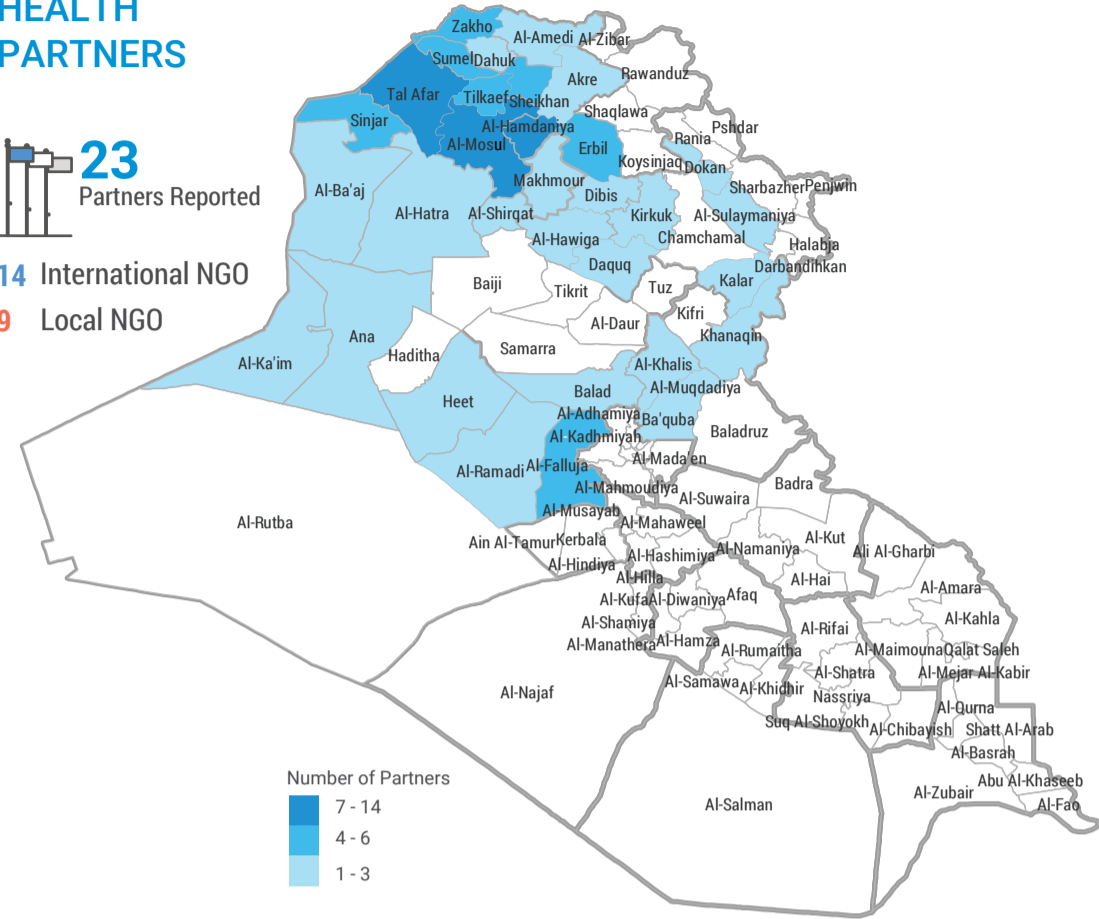 HEALTH
PARTNERS
23
Partners Reported
14 International NGO
9 Local NGO
Zakho
Al-Amedi
Al-Zibar
Sumel
Dahuk
Akre
Rawanduz
Tal Afar
Tilkaef
Sheikhan
Shaqlawa
Sinjar
Al-Hamdaniya
Pshdar
Rania
Al-Mosul
Erbil
Koysinjaq
Dokan
Makhmour
Sharbazher
Penjwin
Al-Ba'aj
Dibis
Al-Hatra
Al-Shirqat
Kirkuk
Al-Sulaymaniya
Al-Hawiga
Chamchamal
Halabja
Daquq
Darbandihkan
Baiji
Tikrit
Tuz
Kalar
Kifri
Al-Daur
Ana
Khanaqin
Haditha
Samarra
Al-Ka'im
Al-Khalis
Al-Muqdadiya
Heet
Balad
Al-Adhamiya
Ba'quba
Al-Kadhmiyah
Baladruz
Al-Ramadi
Al-Falluja
Al-Mada'en
Al-Mahmoudiya
Badra
Al-Suwaira
Al-Musayab
Al-Rutba
Al-Mahaweel
Ain Al-Tamur
Kerbala
Al-Kut
Al-Namaniya
Ali Al-Gharbi
Al-Hashimiya
Al-Hindiya
Al-Hilla
Al-Hai
Al-Amara
Al-Kufa
Al-Diwaniya
Afaq
Al-Shamiya
Al-Kahla
Al-Rifai
Al-Manathera
Al-Hamza
Al-Rumaitha
Al-Maimouna
Qalat Saleh
Al-Shatra
Al-Mejar Al-Kabir
Al-Samawa
Al-Khidhir
Al-Najaf
Nassriya
Al-Qurna
Suq Al-Shoyokh
Al-Chibayish
Shatt Al-Arab
Al-Basrah
Abu Al-Khaseeb
Al-Zubair
Al-Salman
Al-Fao
Number of Partners
7 - 14
4 - 6
1 - 3